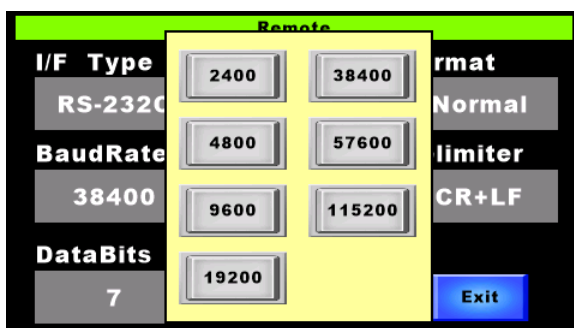 Remote
I/F Type
rmat
RS-232C
Normal
BaudRate
limiter
38400
CR+LF
DataBits
7
Exit
2400
38400
4800
57600
9600
115200
19200